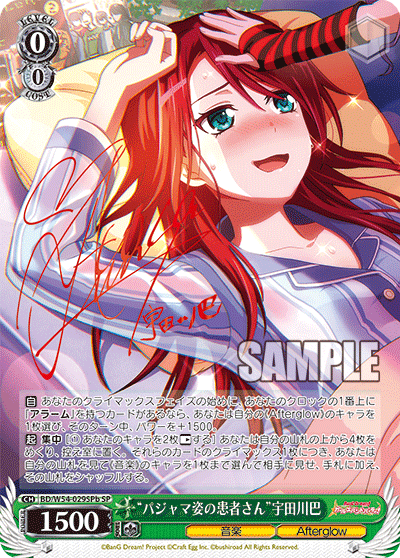 LEVEL
0
0
COST
宇田川巴
SAMPLE
自 あなたのクライマックスフェイズの始めに、あなたのクロックの1番上に
「アラーム」を持つカードがあるなら、あなたは自分の《Afterglow》のキャラを
1枚選び、そのターン中、パワーを+1500。
起 集中 [① あなたのキャラを2枚レストする] あなたは自分の山札の上から4枚を
めくり、控え室に置く。それらのカードのクライマックス1枚につき、あなたは
自分の山札を見て《音楽》のキャラを1枚まで選んで相手に見せ、手札に加え、
その山札をシャッフルする。
CH BD/W54-029SPb SP
1500
POWER
"パジャマ姿の患者さん"宇田川巴
音楽
Afterglow
©BanG Dream! Project ©Craft Egg Inc. ©bushiroad All Rights Reserved.